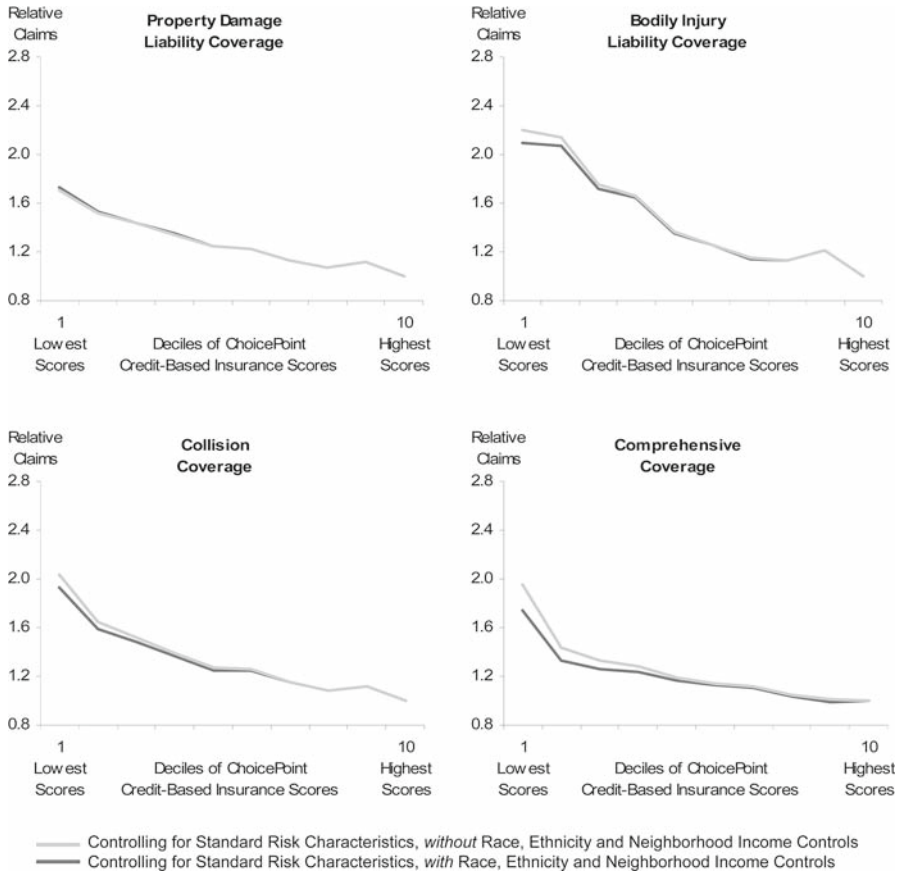 Relative
Claims
Property Damage
Liability Coverage
2.8
2.4
2.0
1.6
1.2
0.8
1
10
Lowest
Scores
Deciles of ChoicePoint
Credit-Based Insurance Scores
Highest
Scores
Relative
Claims
Bodily Injury
Liability Coverage
2.8
2.4
2.0
1.6
1.2
0.8
1
10
Lowest
Scores
Deciles of ChoicePoint
Credit-Based Insurance Scores
Highest
Scores
Relative
Claims
Collision
Coverage
2.8
2.4
2.0
1.6
1.2
0.8
1
10
Lowest
Scores
Deciles of ChoicePoint
Credit-Based Insurance Scores
Highest
Scores
Relative
Claims
Comprehensive
Coverage
2.8
2.4
2.0
1.6
1.2
0.8
1
10
Lowest
Scores
Deciles of ChoicePoint
Credit-Based Insurance Scores
Highest
Scores
Controlling for Standard Risk Characteristics, without Race, Ethnicity and Neighborhood Income Controls
Controlling for Standard Risk Characteristics, with Race, Ethnicity and Neighborhood Income Controls